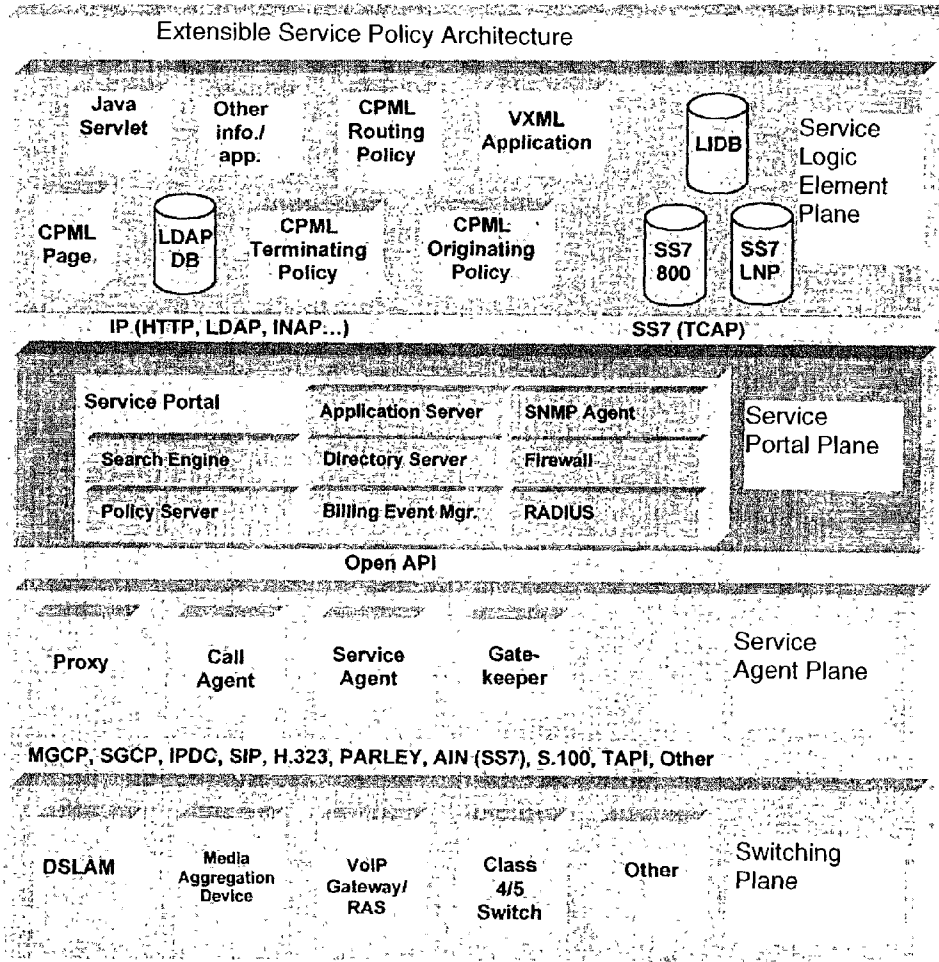 Extensible Service Policy Architecture
Java
Servlet
Other
info./
app.
CPML
Routing
Policy
VXML
Application
LIDB
Service
Logic
Element
Plane
CPML
Page
LDAP
DB
CPML
Terminating
Policy
CPML
Originating
Policy
SS7
800
SS7
LNP
IP (HTTP, LDAP, INAP...)
SS7 (TCAP)
Service Portal
Application Server
SNMP Agent
Search Engine
Directory Server
Firewall
Policy Server
Billing Event Mgr.
RADIUS
Service
Portal Plane
Open API
Proxy
Call
Agent
Service
Agent
Gate-
keeper
Service
Agent Plane
MGCP, SGCP, IPDC, SIP, H.323, PARLEY, AIN (SS7), S.100, TAPI, Other
DSLAM
Media
Aggregation
Device
VoIP
Gateway/
RAS
Class
4/5
Switch
Other
Switching
Plane